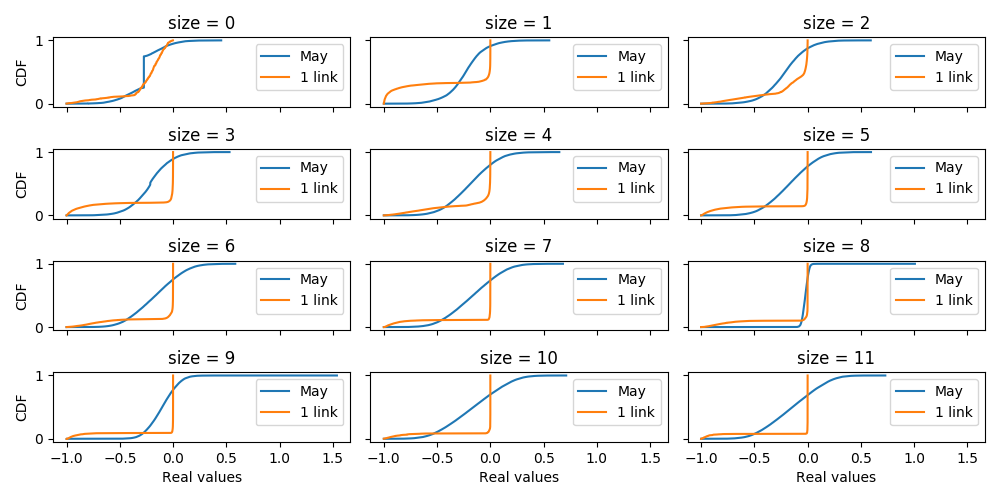 size = 0
size = 1
size = 2
CDF
1
0
May
1 link
May
1 link
May
1 link
size = 3
size = 4
size = 5
CDF
1
0
May
1 link
May
1 link
May
1 link
size = 6
size = 7
size = 8
CDF
1
0
May
1 link
May
1 link
May
1 link
size = 9
size = 10
size = 11
CDF
1
0
May
1 link
May
1 link
May
1 link
−1.0 −0.5 0.0 0.5 1.0 1.5
−1.0 −0.5 0.0 0.5 1.0 1.5
−1.0 −0.5 0.0 0.5 1.0 1.5
Real values
Real values
Real values